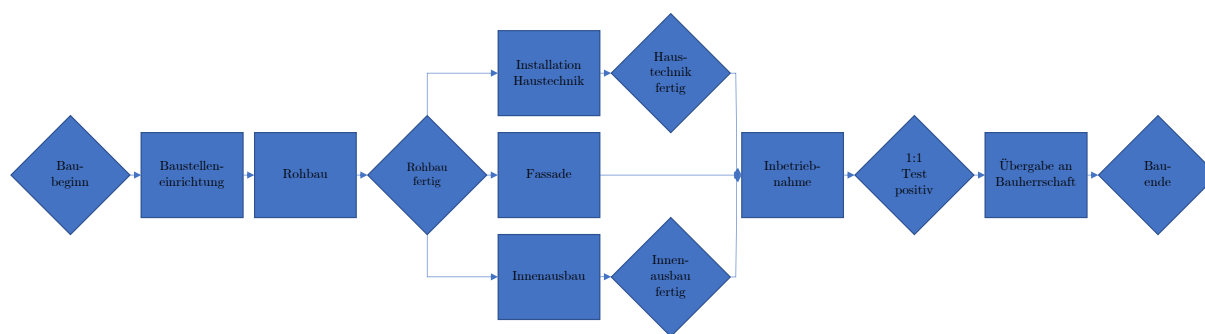 Bau-
beginn
Baustellen-
einrichtung
Rohbau
Rohbau
fertig
Installation
Haustechnik
Haus-
technik
fertig
Fassade
Innenausbau
Innen-
ausbau
fertig
Inbetrieb-
nahme
1:1
Test
positiv
Übergabe an
Bauherrschaft
Bau-
ende